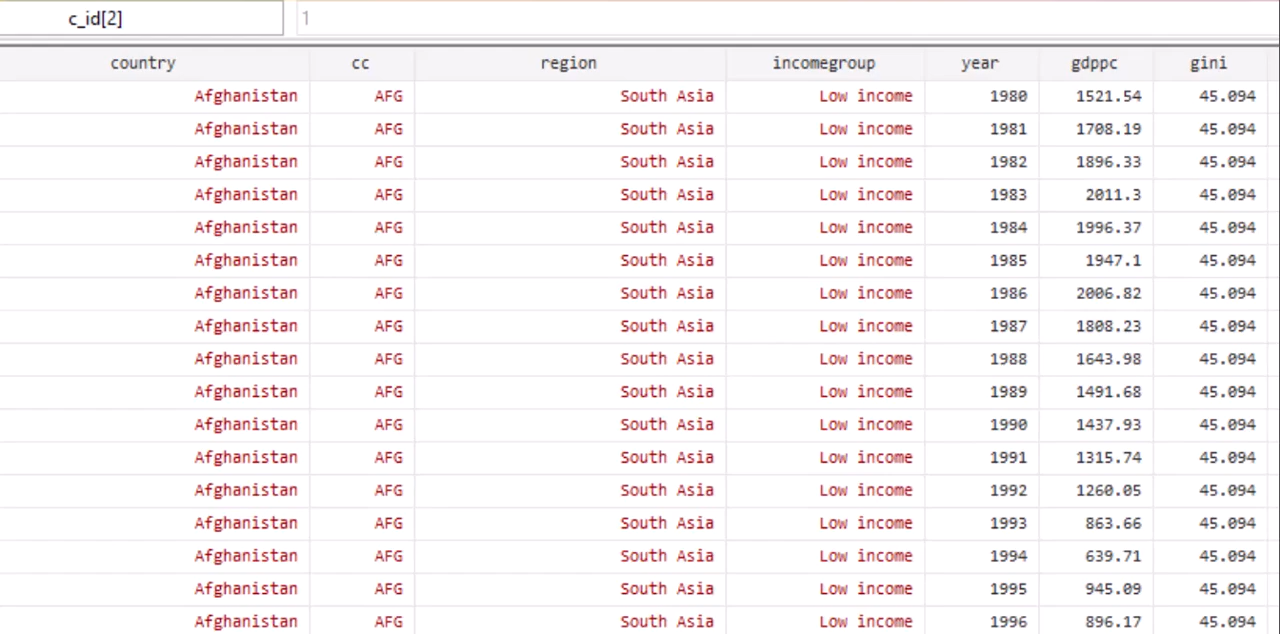 c_id[2] 1
country cc region incomegroup year gdppc gini
Afghanistan AFG South Asia Low income 1980 1521.54 45.094
Afghanistan AFG South Asia Low income 1981 1708.19 45.094
Afghanistan AFG South Asia Low income 1982 1896.33 45.094
Afghanistan AFG South Asia Low income 1983 2011.3 45.094
Afghanistan AFG South Asia Low income 1984 1996.37 45.094
Afghanistan AFG South Asia Low income 1985 1947.1 45.094
Afghanistan AFG South Asia Low income 1986 2006.82 45.094
Afghanistan AFG South Asia Low income 1987 1808.23 45.094
Afghanistan AFG South Asia Low income 1988 1643.98 45.094
Afghanistan AFG South Asia Low income 1989 1491.68 45.094
Afghanistan AFG South Asia Low income 1990 1437.93 45.094
Afghanistan AFG South Asia Low income 1991 1315.74 45.094
Afghanistan AFG South Asia Low income 1992 1260.05 45.094
Afghanistan AFG South Asia Low income 1993 863.66 45.094
Afghanistan AFG South Asia Low income 1994 639.71 45.094
Afghanistan AFG South Asia Low income 1995 945.09 45.094
Afghanistan AFG South Asia Low income 1996 896.17 45.094